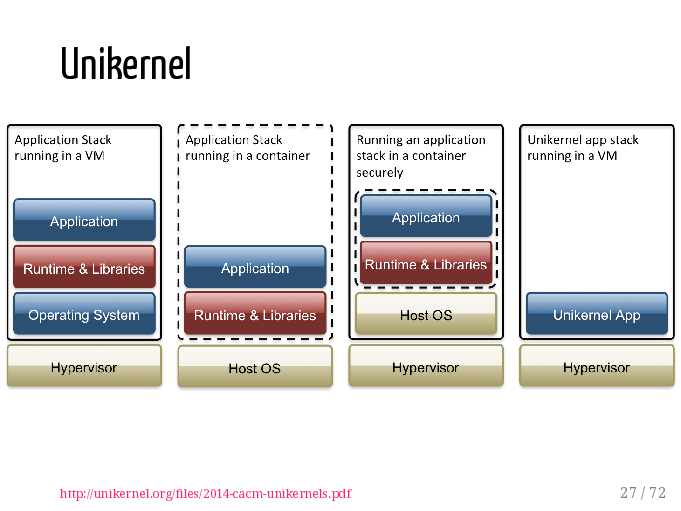 Unikernel
Application Stack
running in a VM
Application
Runtime & Libraries
Operating System
Hypervisor
Application Stack
running in a container
Application
Runtime & Libraries
Host OS
Running an application
stack in a container
securely
Application
Runtime & Libraries
Host OS
Hypervisor
Unikernel app stack
running in a VM
Unikernel App
Hypervisor
http://unikernel.org/files/2014-cacm-unikernels.pdf
27 / 72